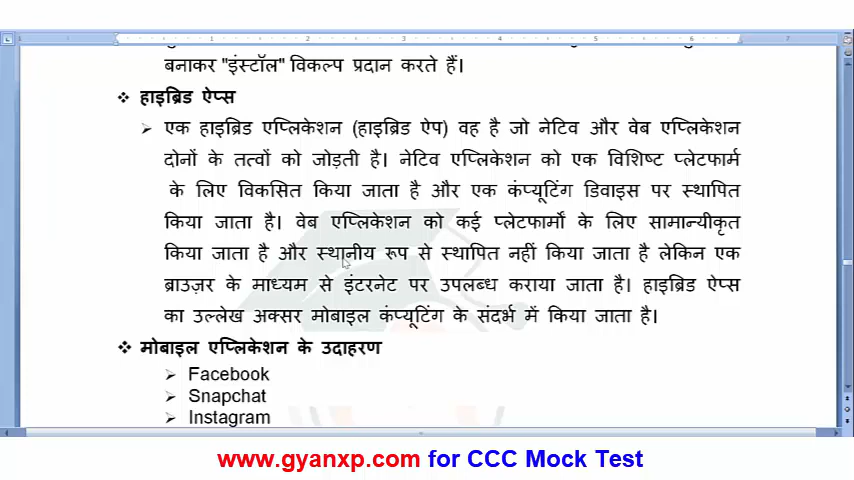 बनाकर "इंस्टॉल" विकल्प प्रदान करते हैं।
❖ हाइब्रिड ऐप्स
➢ एक हाइब्रिड एप्लिकेशन (हाइब्रिड ऐप) वह है जो नेटिव और वेब एप्लिकेशन
दोनों के तत्वों को जोड़ती है। नेटिव एप्लिकेशन को एक विशिष्ट प्लेटफार्म
के लिए विकसित किया जाता है और एक कंप्यूटिंग डिवाइस पर स्थापित
किया जाता है। वेब एप्लिकेशन को कई प्लेटफार्मों के लिए सामान्यीकृत
किया जाता है और स्थानीय रूप से स्थापित नहीं किया जाता है लेकिन एक
ब्राउज़र के माध्यम से इंटरनेट पर उपलब्ध कराया जाता है। हाइब्रिड ऐप्स
का उल्लेख अक्सर मोबाइल कंप्यूटिंग के संदर्भ में किया जाता है।
❖ मोबाइल एप्लिकेशन के उदाहरण
➢ Facebook
➢ Snapchat
➢ Instagram
www.gyanxp.com for CCC Mock Test